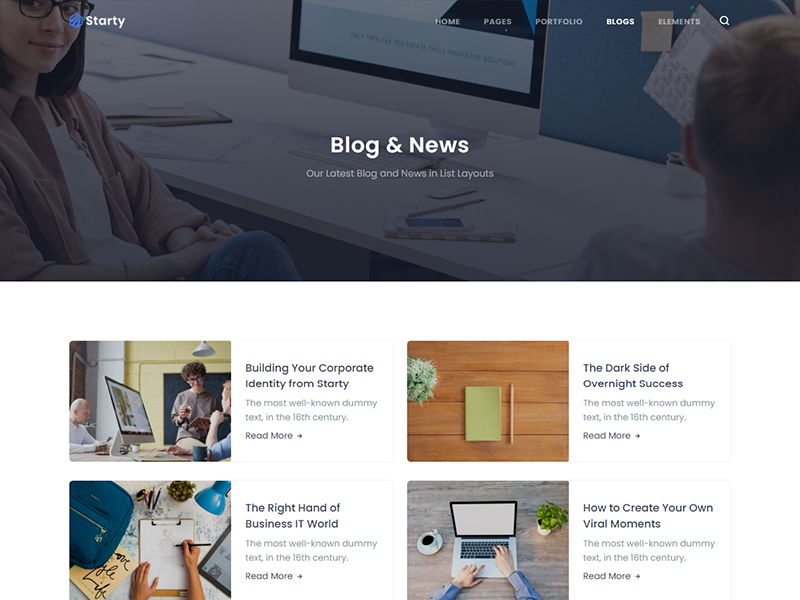 Starty
HOME PAGES PORTFOLIO BLOGS ELEMENTS
ONLY THEN CAN YOU CREATE TRULY INNOVATIVE SOLUTIONS
Blog & News
Our Latest Blog and News in List Layouts
Building Your Corporate
Identity from Starty
The most well-known dummy
text, in the 16th century.
Read More →
The Dark Side of
Overnight Success
The most well-known dummy
text, in the 16th century.
Read More →
The Right Hand of
Business IT World
The most well-known dummy
text, in the 16th century.
Read More →
How to Create Your Own
Viral Moments
The most well-known dummy
text, in the 16th century.
Read More →
Life